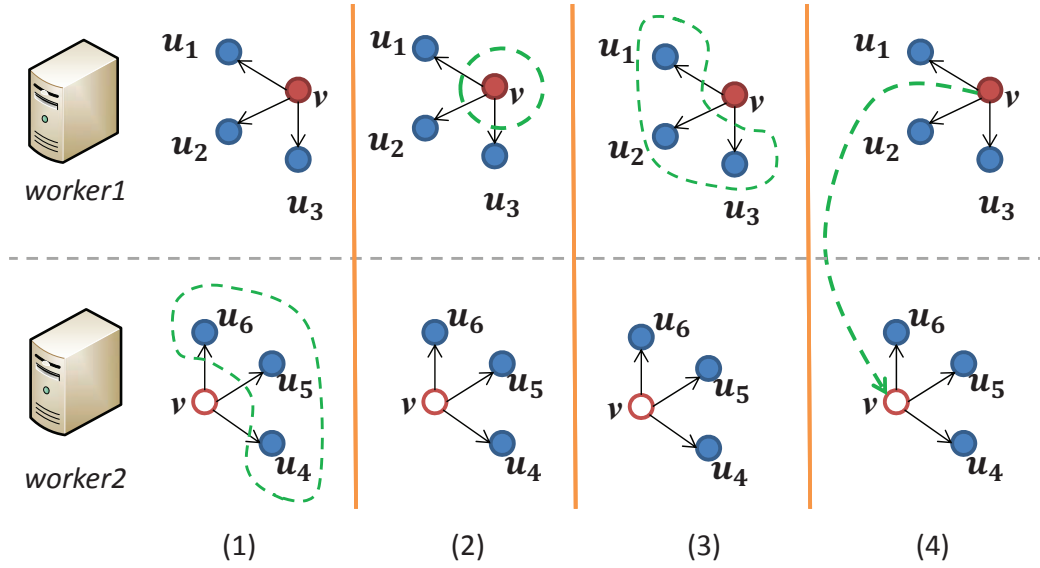 u1 u1 u1 u1
v v v v
u2 u2 u2 u2
worker1
u3 u3 u3 u3
u6 u6 u6 u6
u5 u5 u5 u5
v v v v
u4 u4 u4 u4
worker2
(1) (2) (3) (4)